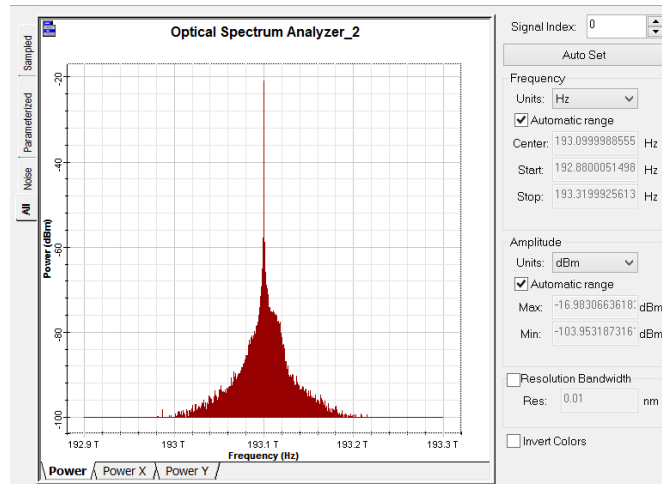 Optical Spectrum Analyzer_2
Sampled
Parameterized
Noise
All
Power (dBm)
-20
-40
-60
-80
-100
192.9 T
193 T
193.1 T
193.2 T
193.3 T
Frequency (Hz)
Power
Power X
Power Y
Signal Index: 0
Auto Set
Frequency
Units: Hz
Automatic range
Center: 193.0999988555 Hz
Start: 192.8800051498 Hz
Stop: 193.3199925613 Hz
Amplitude
Units: dBm
Automatic range
Max: -16.9830663618 dBm
Min: -103.953187316 dBm
Resolution Bandwidth
Res: 0.01 nm
Invert Colors